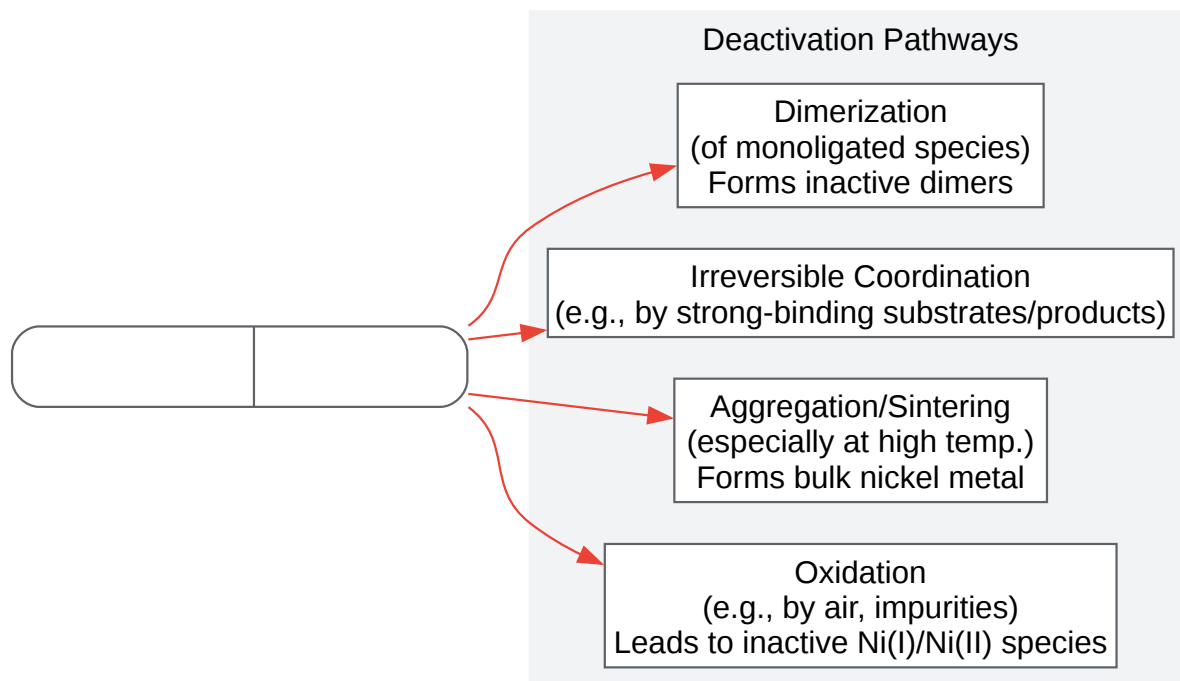 Deactivation Pathways
Dimerization
(of monoligated species)
Forms inactive dimers
Irreversible Coordination
(e.g., by strong-binding substrates/products)
Aggregation/Sintering
(especially at high temp.)
Forms bulk nickel metal
Oxidation
(e.g., by air, impurities)
Leads to inactive Ni(I)/Ni(II) species